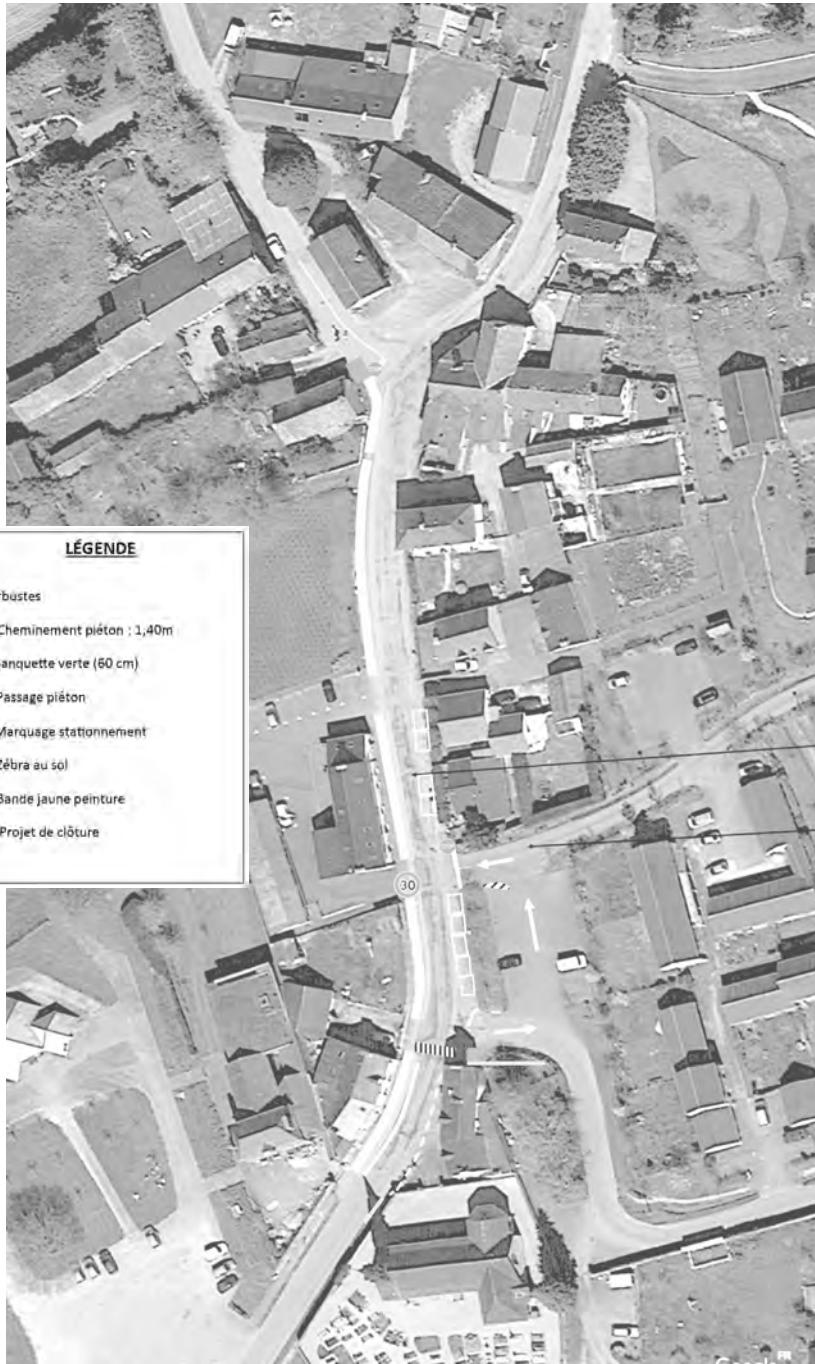 LÉGENDE
rbustes
Cheminement piéton : 1,40m
anquette verte (60 cm)
Passage piéton
Marquage stationnement
Zébra au sol
Bande jaune peinture
Projet de clôture
30
FR